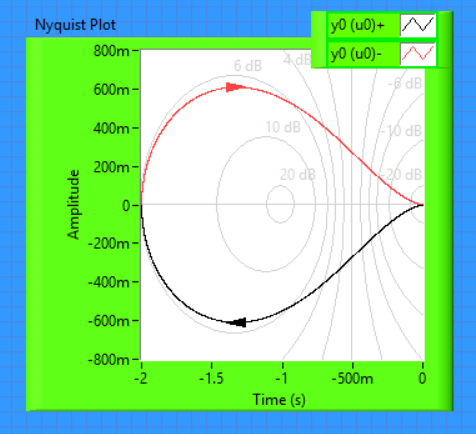 Nyquist Plot
y0 (u0)+
y0 (u0)-
800m
600m
400m
200m
0
-200m
-400m
-600m
-800m
Amplitude
6 dB
4 dB
10 dB
20 dB
-6 dB
-10 dB
-20 dB
-2
-1.5
-1
-500m
0
Time (s)